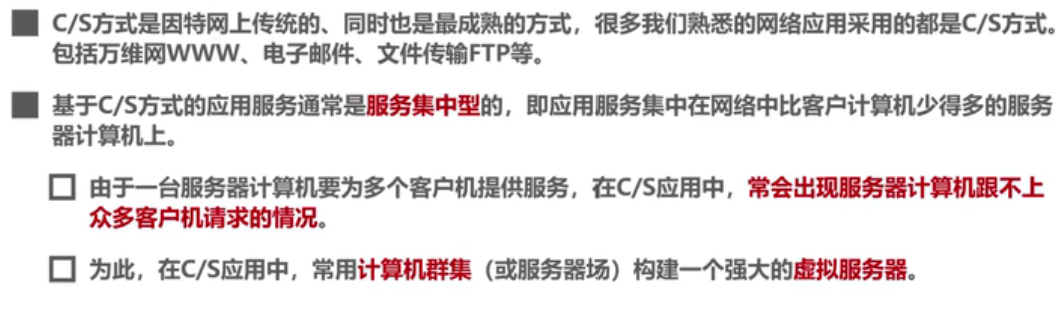 C/S方式是因特网上传统的、同时也是最成熟的方式，很多我们熟悉的网络应用采用的都是C/S方式。
包括万维网WWW、电子邮件、文件传输FTP等。
基于C/S方式的应用服务通常是服务集中型的，即应用服务集中在网络中比客户计算机少得多的服务
器计算机上。
由于一台服务器计算机要为多个客户机提供服务，在C/S应用中，常会出现服务器计算机跟不上
众多客户机请求的情况。
为此，在C/S应用中，常用计算机群集（或服务器场）构建一个强大的虚拟服务器。